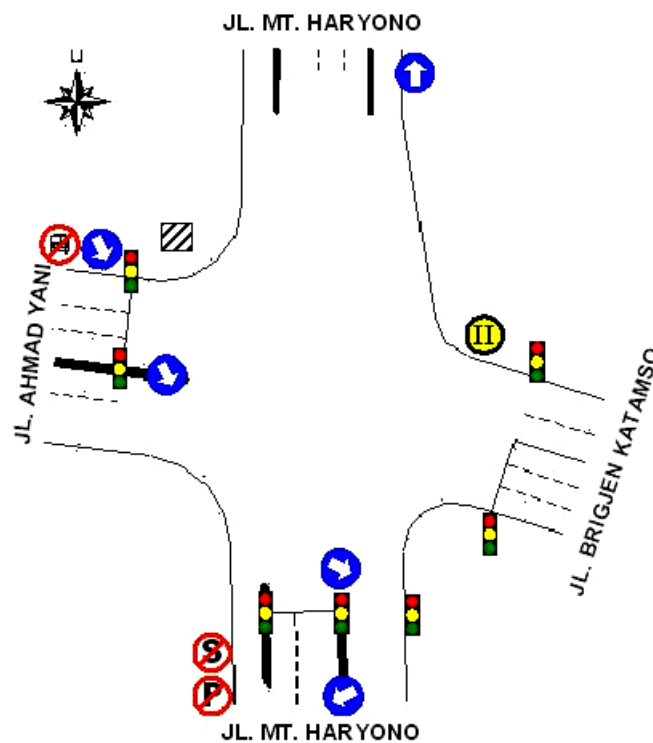 JL. MT. HARYONO
JL. AHMAD YANI
II
JL. BRIGJEN KATAMSO
S
P
JL. MT. HARYONO